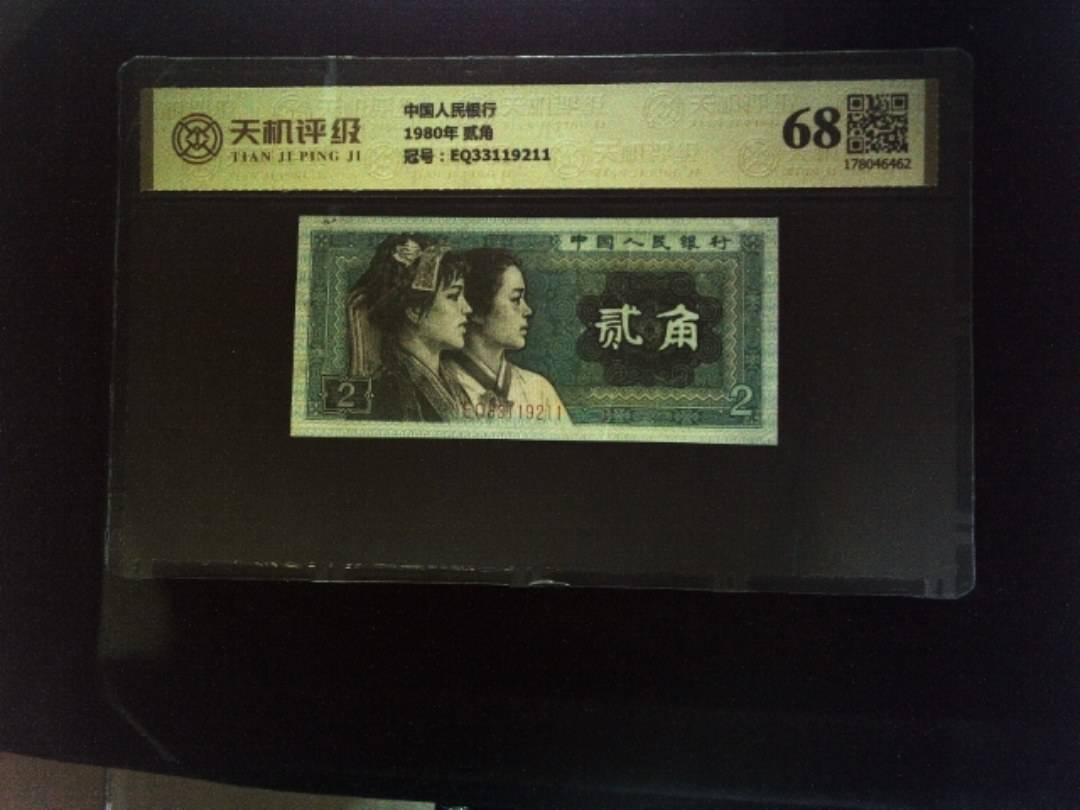 天机评级
TIAN JI PING JI
中国人民银行
1980年 贰角
冠号：EQ33119211
68
178046462
中国人民银行
贰角
2
EQ33119211
2